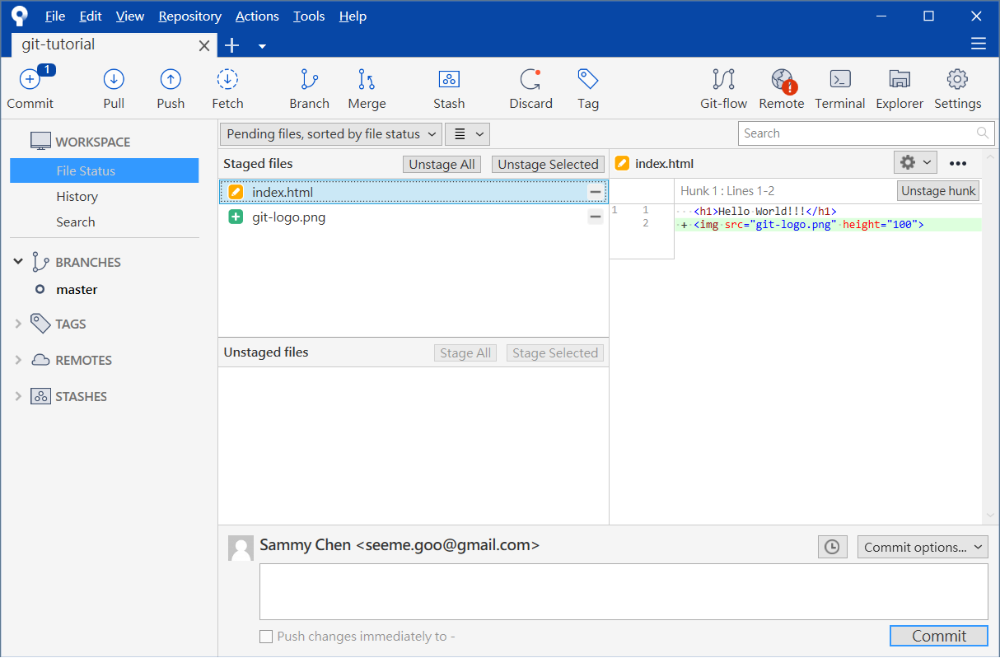 File Edit View Repository Actions Tools Help
git-tutorial
1
Commit Pull Push Fetch Branch Merge Stash Discard Tag Git-flow Remote Terminal Explorer Settings
WORKSPACE
File Status
History
Search
BRANCHES
master
TAGS
REMOTES
STASHES
Pending files, sorted by file status
Search
Staged files Unstage All Unstage Selected
index.html
git-logo.png
Unstaged files Stage All Stage Selected
index.html
Hunk 1 : Lines 1-2 Unstage hunk
1 1 <h1>Hello World!!!</h1>
2 + <img src="git-logo.png" height="100">
Sammy Chen <seeme.goo@gmail.com>
Commit options...
Push changes immediately to -
Commit